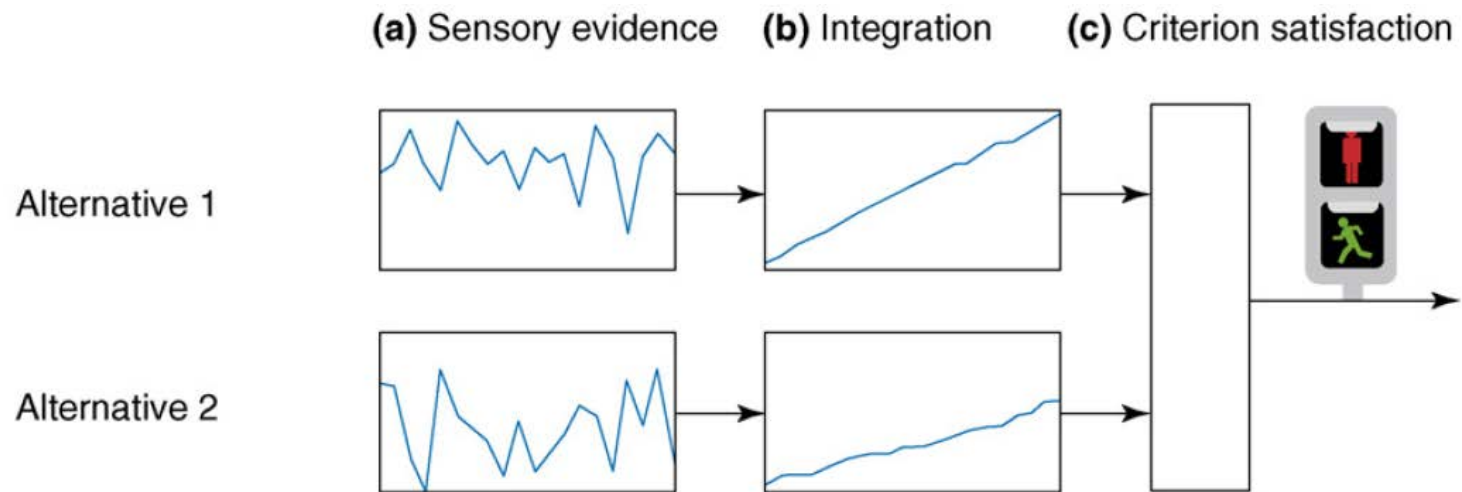 (a) Sensory evidence (b) Integration (c) Criterion satisfaction
Alternative 1
Alternative 2